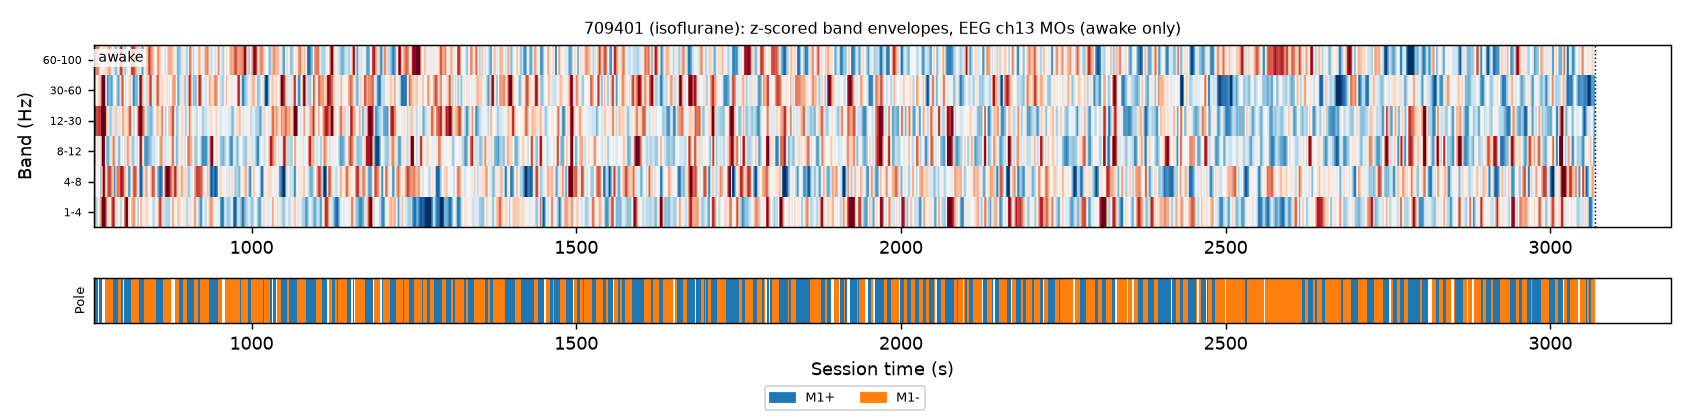 709401 (isoflurane): z-scored band envelopes, EEG ch13 MOs (awake only)
awake
Band (Hz)
60-100
30-60
12-30
8-12
4-8
1-4
1000 1500 2000 2500 3000
Pole
1000 1500 2000 2500 3000
Session time (s)
M1+ M1-